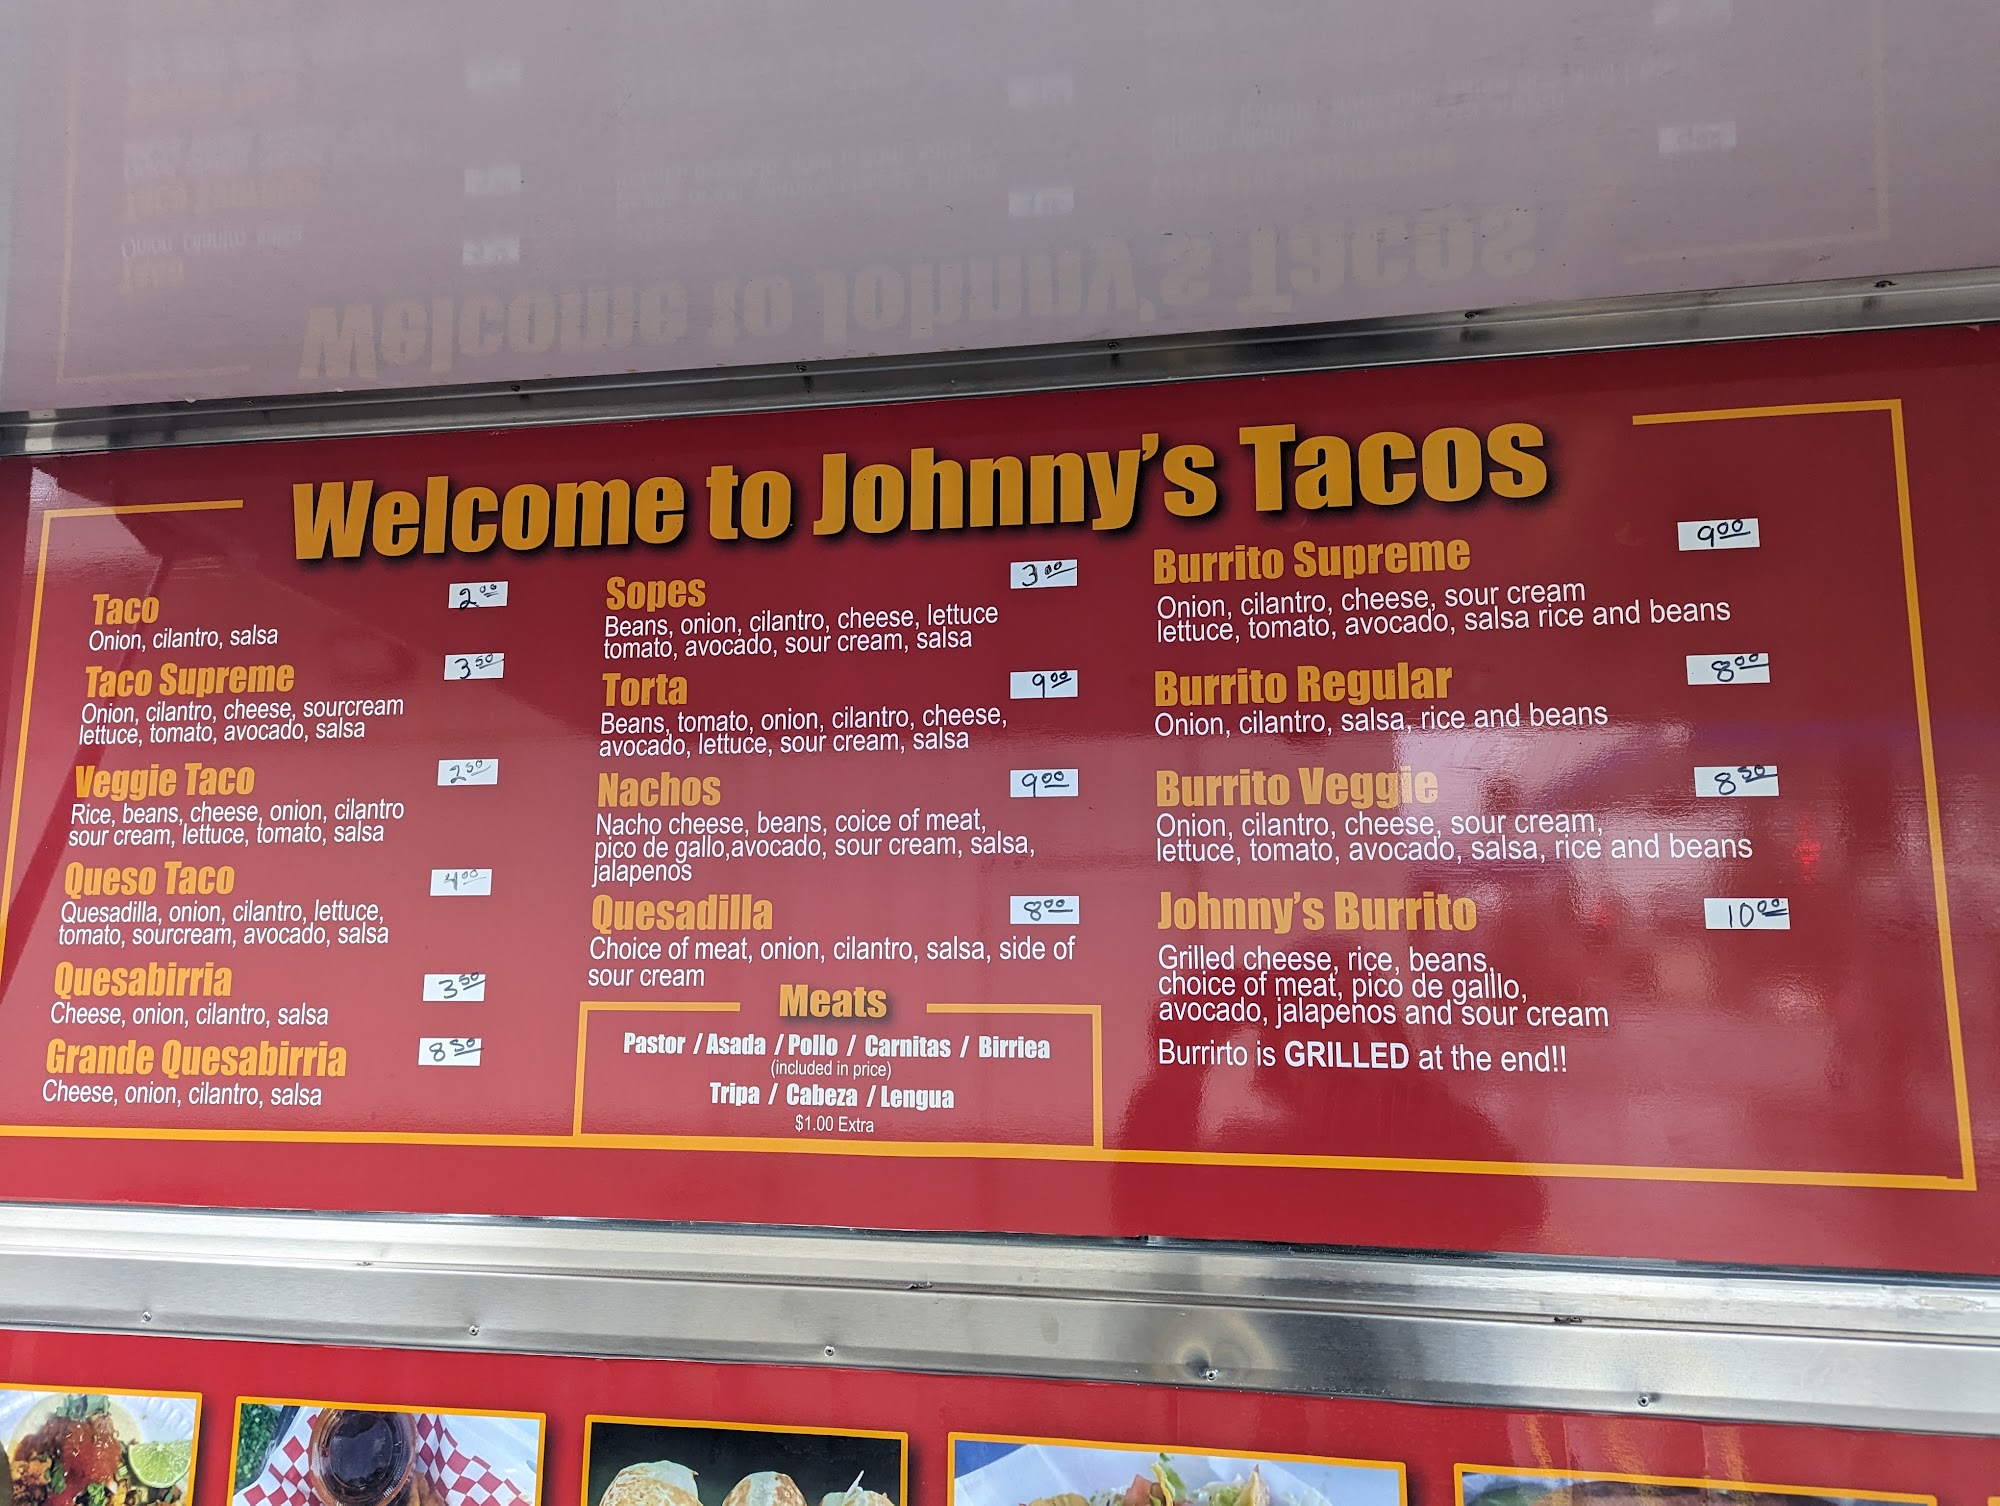 Welcome to Johnny's Tacos
Taco 2.00
Onion, cilantro, salsa
Taco Supreme 3.50
Onion, cilantro, cheese, sourcream
lettuce, tomato, avocado, salsa
Veggie Taco 2.50
Rice, beans, cheese, onion, cilantro
sour cream, lettuce, tomato, salsa
Queso Taco 4.00
Quesadilla, onion, cilantro, lettuce,
tomato, sourcream, avocado, salsa
Quesabirria 3.50
Cheese, onion, cilantro, salsa
Grande Quesabirria 8.50
Cheese, onion, cilantro, salsa
Sopes 3.00
Beans, onion, cilantro, cheese, lettuce
tomato, avocado, sour cream, salsa
Torta 9.00
Beans, tomato, onion, cilantro, cheese,
avocado, lettuce, sour cream, salsa
Nachos 9.00
Nacho cheese, beans, coice of meat,
pico de gallo,avocado, sour cream, salsa,
jalapenos
Quesadilla 8.00
Choice of meat, onion, cilantro, salsa, side of
sour cream
Meats
Pastor / Asada / Pollo / Carnitas / Birriea
(included in price)
Tripa / Cabeza / Lengua
$1.00 Extra
Burrito Supreme 9.00
Onion, cilantro, cheese, sour cream
lettuce, tomato, avocado, salsa rice and beans
Burrito Regular 8.00
Onion, cilantro, salsa, rice and beans
Burrito Veggie 8.50
Onion, cilantro, cheese, sour cream,
lettuce, tomato, avocado, salsa, rice and beans
Johnny's Burrito 10.00
Grilled cheese, rice, beans,
choice of meat, pico de galllo,
avocado, jalapenos and sour cream
Burrirto is GRILLED at the end!!